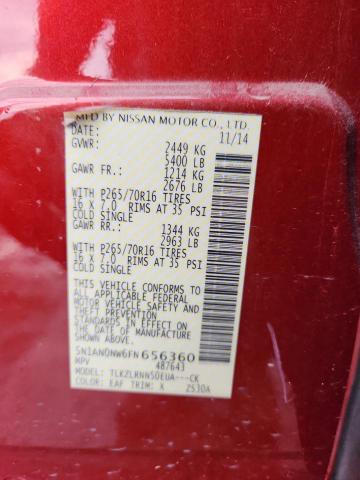 MFD BY NISSAN MOTOR CO., LTD.
DATE: 11/14
GVWR: 2449 KG
5400 LB
GAWR FR.: 1214 KG
2676 LB
WITH P265/70R16 TIRES
16 X 7.0 RIMS AT 35 PSI
COLD SINGLE
GAWR RR.: 1344 KG
2963 LB
WITH P265/70R16 TIRES
16 X 7.0 RIMS AT 35 PSI
COLD SINGLE
THIS VEHICLE CONFORMS TO ALL
APPLICABLE FEDERAL MOTOR
VEHICLE SAFETY AND BUMPER
THEFT PREVENTION
STANDARDS IN EFFECT ON THE
DATE OF MANUFACTURE SHOWN
ABOVE.
5N1AN0NW6FN656360
MPV 487643
MODEL: TLKZLRNN50EUA---CK
COLOR: EAF TRIM: X Z530A